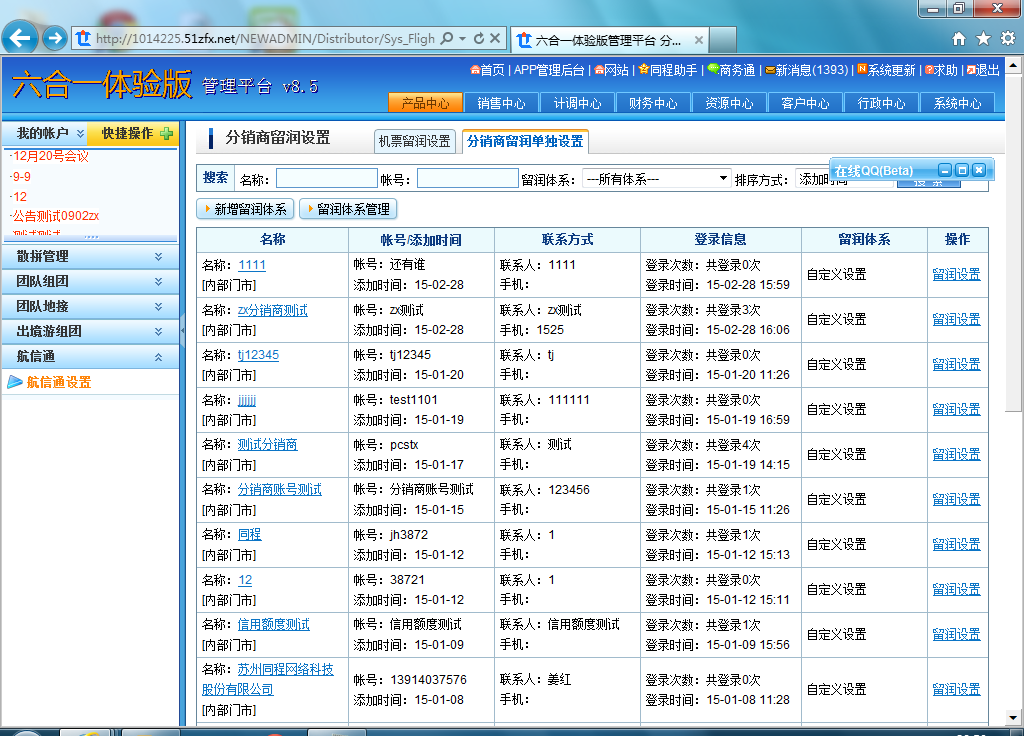 http://1014225.51zfx.net/NEWADMIN/Distributor/Sys_Fligh
六合一体验版管理平台 分...
首页 | APP管理后台 | 网站 | 同程助手 | 商务通 | 新消息(1393) | 系统更新 | 求助 | 退出
六合一体验版 管理平台 v8.5
产品中心 销售中心 计调中心 财务中心 资源中心 客户中心 行政中心 系统中心
我的帐户 快捷操作
·12月20号会议
·9-9
·12
·公告测试0902zx
·测试测试
散拼管理
团队组团
团队地接
出境游组团
航信通
航信通设置
分销商留润设置 机票留润设置 分销商留润单独设置
搜索 名称： 帐号： 留润体系： ---所有体系--- 排序方式： 添加时间
在线QQ(Beta)
新增留润体系 留润体系管理
名称 帐号/添加时间 联系方式 登录信息 留润体系 操作
名称：1111 帐号：还有谁 联系人：1111 登录次数：共登录0次 自定义设置 留润设置
[内部门市] 添加时间：15-02-28 手机： 登录时间：15-02-28 15:59
名称：zx分销商测试 帐号：zx测试 联系人：zx测试 登录次数：共登录3次 自定义设置 留润设置
[内部门市] 添加时间：15-02-28 手机：1525 登录时间：15-02-28 16:06
名称：tj12345 帐号：tj12345 联系人：tj 登录次数：共登录0次 自定义设置 留润设置
[内部门市] 添加时间：15-01-20 手机： 登录时间：15-01-20 11:26
名称：jjjjjj 帐号：test1101 联系人：111111 登录次数：共登录0次 自定义设置 留润设置
[内部门市] 添加时间：15-01-19 手机： 登录时间：15-01-19 16:59
名称：测试分销商 帐号：pcstx 联系人：测试 登录次数：共登录4次 自定义设置 留润设置
[内部门市] 添加时间：15-01-17 手机： 登录时间：15-01-19 14:15
名称：分销商账号测试 帐号：分销商账号测试 联系人：123456 登录次数：共登录1次 自定义设置 留润设置
[内部门市] 添加时间：15-01-15 手机： 登录时间：15-01-15 11:26
名称：同程 帐号：jh3872 联系人：1 登录次数：共登录1次 自定义设置 留润设置
[内部门市] 添加时间：15-01-12 手机： 登录时间：15-01-12 15:13
名称：12 帐号：38721 联系人：1 登录次数：共登录0次 自定义设置 留润设置
[内部门市] 添加时间：15-01-12 手机： 登录时间：15-01-12 15:11
名称：信用额度测试 帐号：信用额度测试 联系人：信用额度测试 登录次数：共登录1次 自定义设置 留润设置
[内部门市] 添加时间：15-01-09 手机： 登录时间：15-01-09 15:56
名称：苏州同程网络科技股份有限公司 帐号：13914037576 联系人：姜红 登录次数：共登录0次 自定义设置 留润设置
[内部门市] 添加时间：15-01-08 手机： 登录时间：15-01-08 11:28